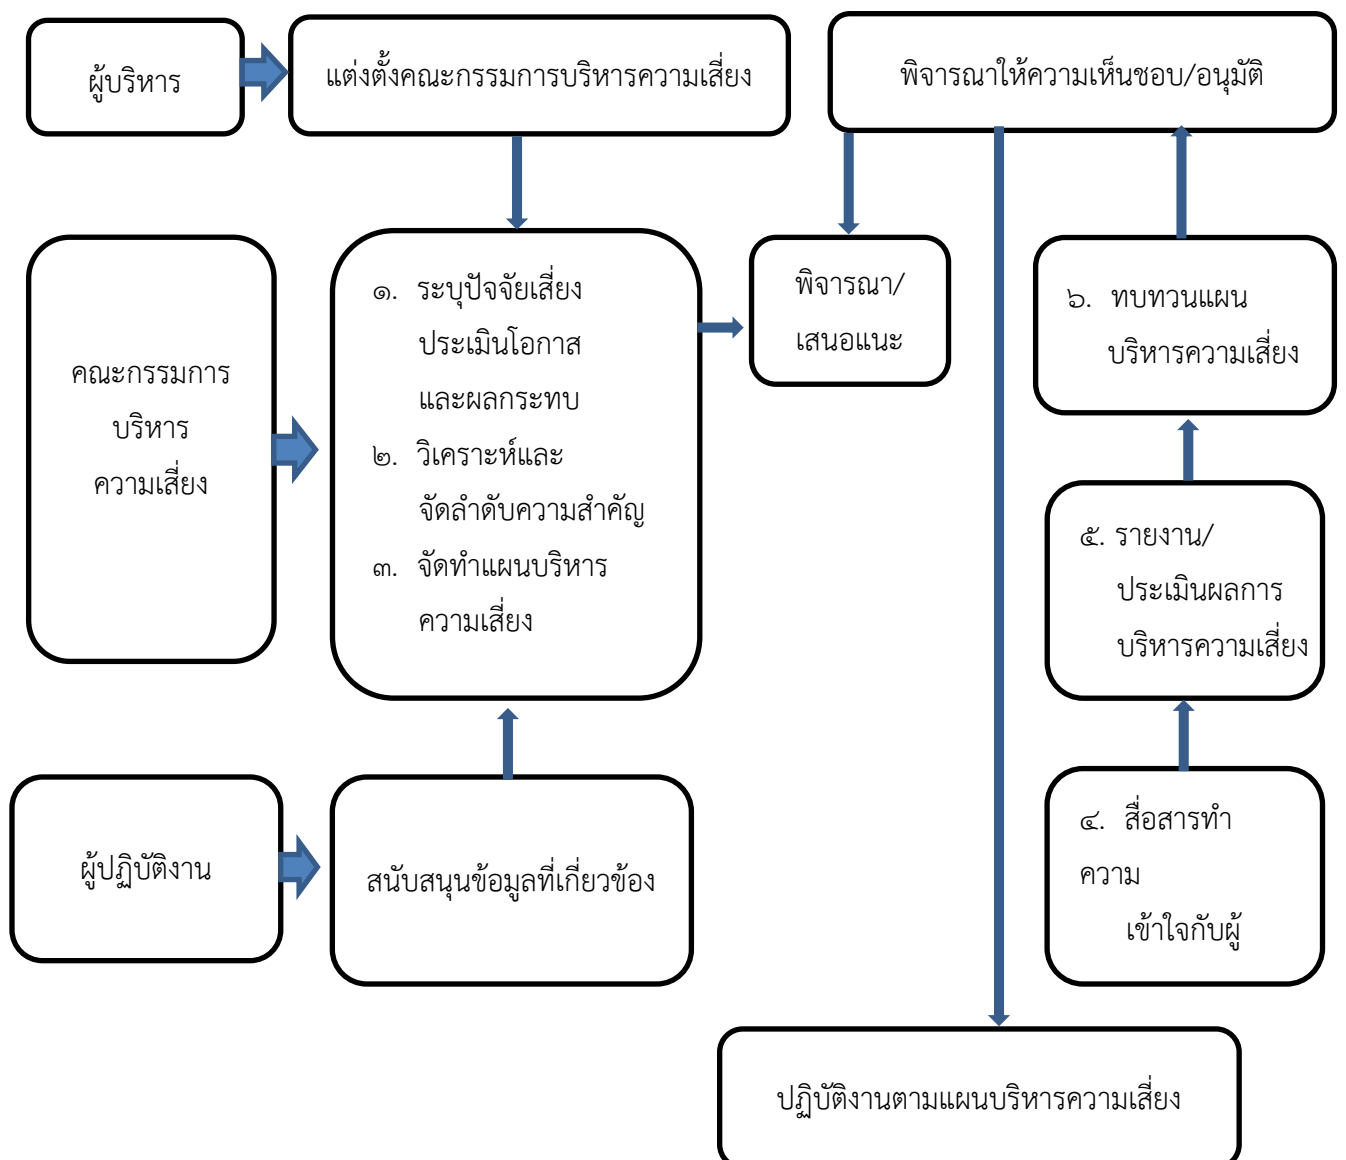 ผู้บริหาร
แต่งตั้งคณะกรรมการบริหารความเสี่ยง
พิจารณาให้ความเห็นชอบ/อนุมัติ
คณะกรรมการ
บริหาร
ความเสี่ยง
๑. ระบุปัจจัยเสี่ยง
ประเมินโอกาส
และผลกระทบ
๒. วิเคราะห์และ
จัดลำดับความสำคัญ
๓. จัดทำแผนบริหาร
ความเสี่ยง
พิจารณา/
เสนอแนะ
๖. ทบทวนแผน
บริหารความเสี่ยง
๕. รายงาน/
ประเมินผลการ
บริหารความเสี่ยง
ผู้ปฏิบัติงาน
สนับสนุนข้อมูลที่เกี่ยวข้อง
๔. สื่อสารทำ
ความ
เข้าใจกับผู้
ปฏิบัติงานตามแผนบริหารความเสี่ยง